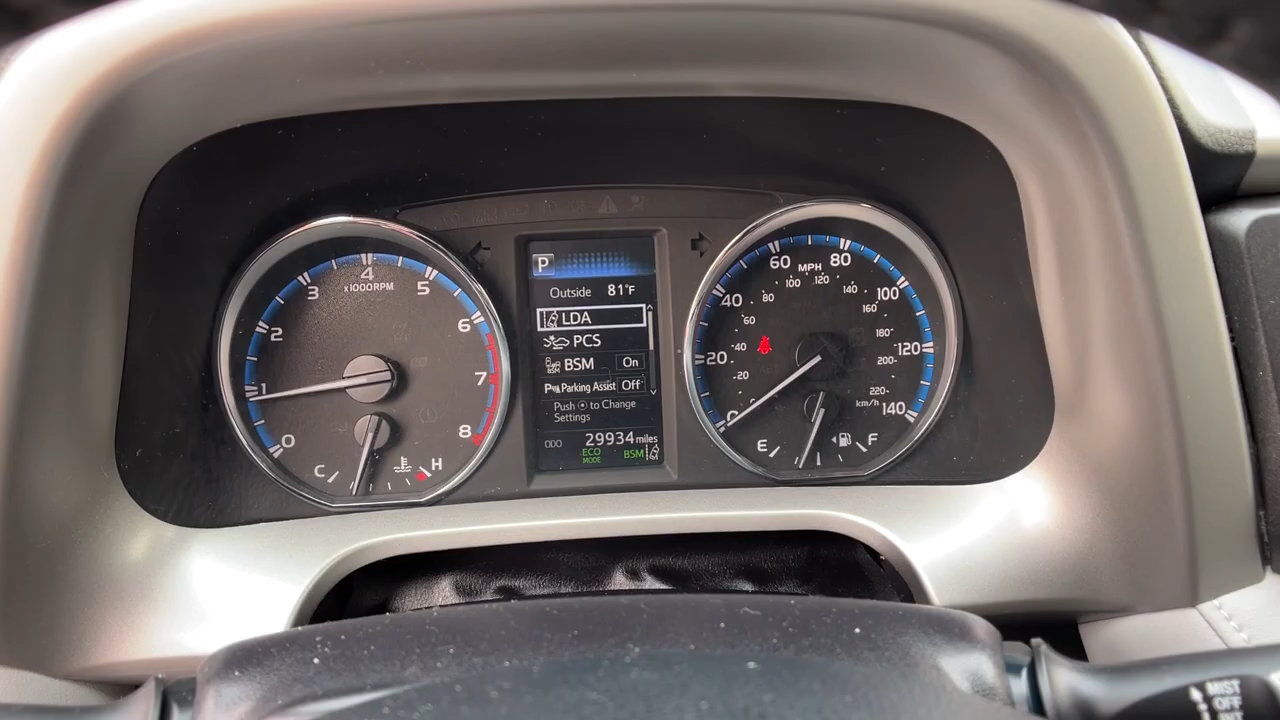 0
1
2
3
4
5
6
7
8
x1000RPM
C
H
P
Outside 81°F
LDA
PCS
BSM On
Parking Assist Off
Push to Change
Settings
ODO 29934 miles
ECO
MODE
BSM
0
20
40
60
80
100
120
140
MPH
20
40
60
80
100
120
140
160
180
200
220
km/h
E
F
MIST
OFF